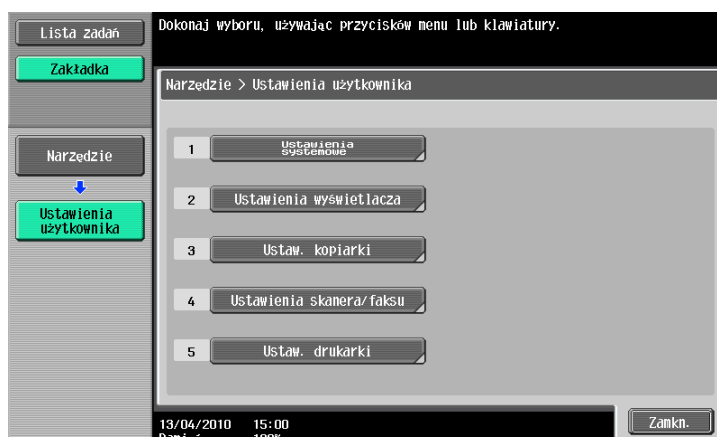 Lista zadań
Zakładka
Dokonaj wyboru, używając przycisków menu lub klawiatury.
Narzędzie > Ustawienia użytkownika
Narzędzie
Ustawienia
użytkownika
1 Ustawienia
systemowe
2 Ustawienia wyświetlacza
3 Ustaw. kopiarki
4 Ustawienia skanera/faksu
5 Ustaw. drukarki
13/04/2010 15:00
Zamkn.